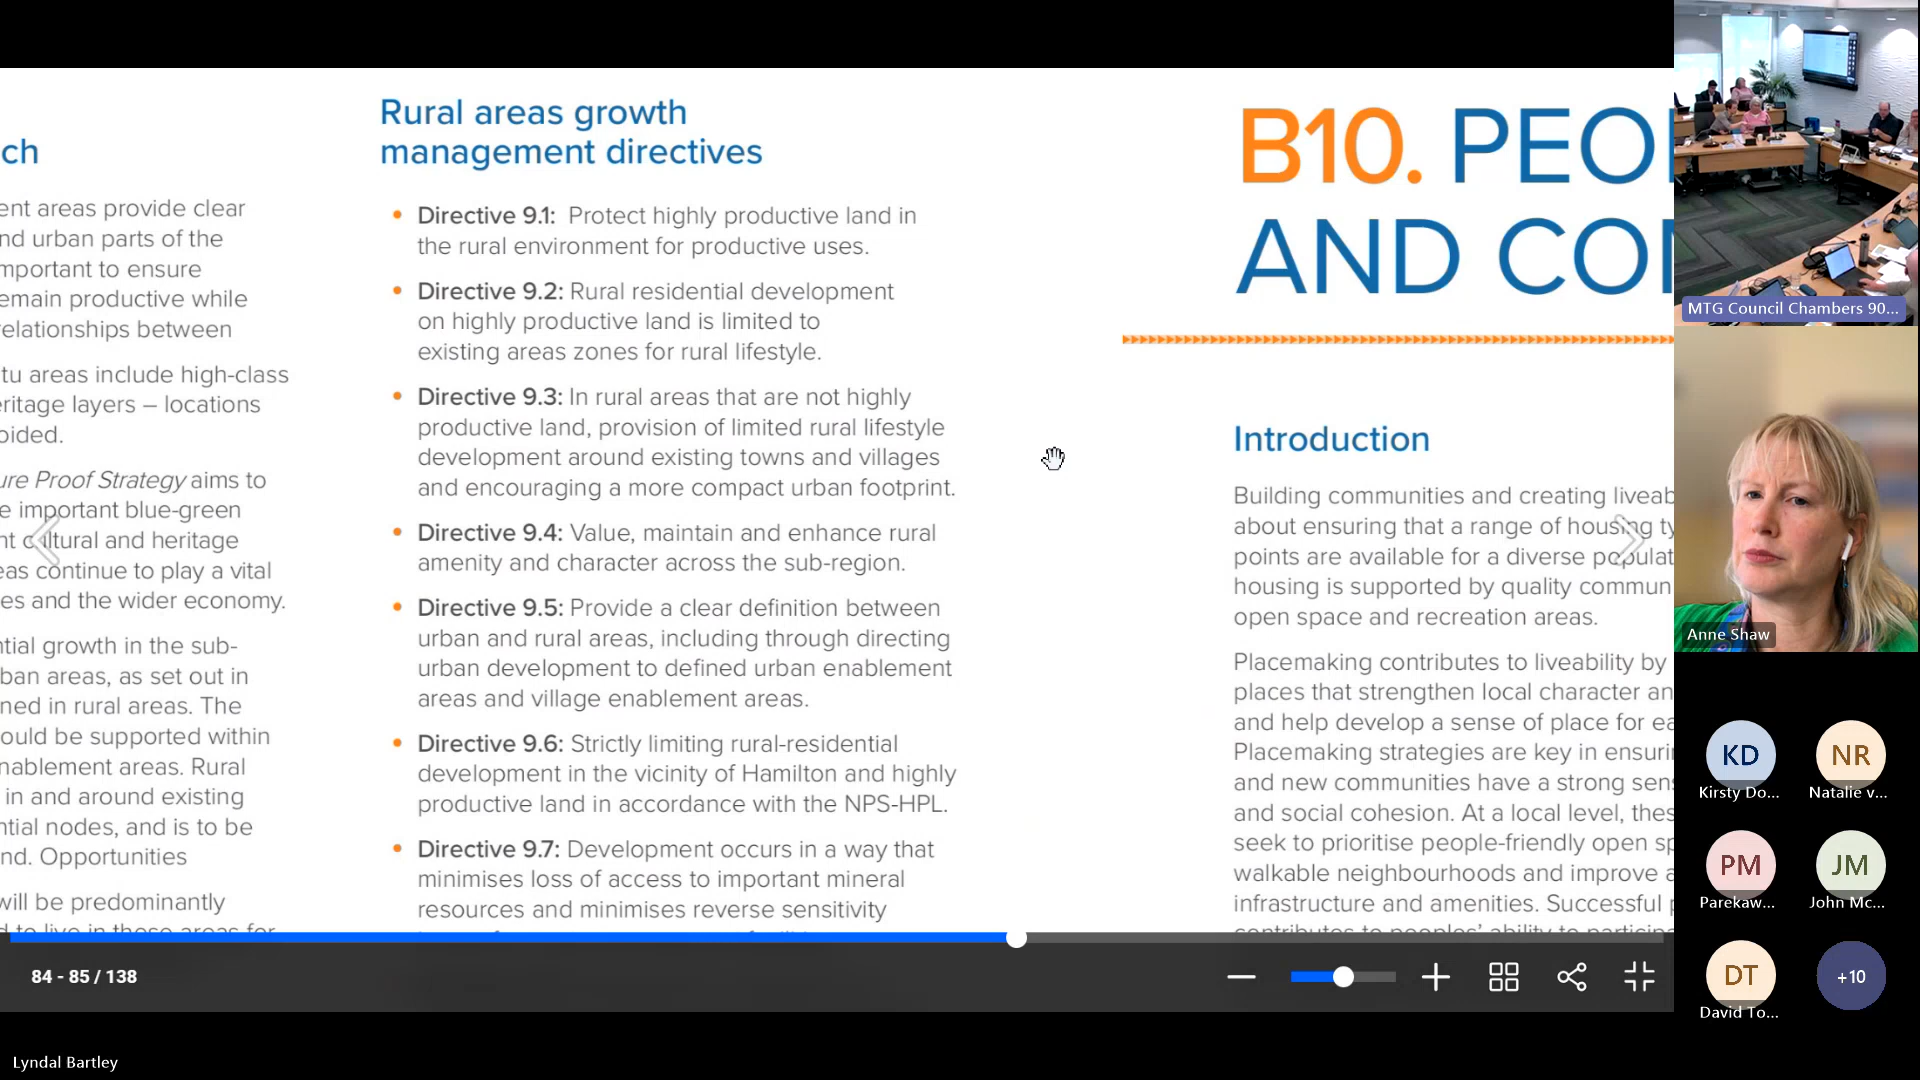 ch
ent areas provide clear
nd urban parts of the
mportant to ensure
emain productive while
relationships between
tu areas include high-class
eritage layers – locations
oided.
ure Proof Strategy aims to
e important blue-green
nt cultural and heritage
eas continue to play a vital
es and the wider economy.
ntial growth in the sub-
ban areas, as set out in
ned in rural areas. The
ould be supported within
nablement areas. Rural
in and around existing
ntial nodes, and is to be
nd. Opportunities
will be predominantly
Rural areas growth
management directives
• Directive 9.1: Protect highly productive land in
the rural environment for productive uses.
• Directive 9.2: Rural residential development
on highly productive land is limited to
existing areas zones for rural lifestyle.
• Directive 9.3: In rural areas that are not highly
productive land, provision of limited rural lifestyle
development around existing towns and villages
and encouraging a more compact urban footprint.
• Directive 9.4: Value, maintain and enhance rural
amenity and character across the sub-region.
• Directive 9.5: Provide a clear definition between
urban and rural areas, including through directing
urban development to defined urban enablement
areas and village enablement areas.
• Directive 9.6: Strictly limiting rural-residential
development in the vicinity of Hamilton and highly
productive land in accordance with the NPS-HPL.
• Directive 9.7: Development occurs in a way that
minimises loss of access to important mineral
resources and minimises reverse sensitivity
B10. PEO
AND CO
Introduction
Building communities and creating liveab
about ensuring that a range of housing ty
points are available for a diverse populat
housing is supported by quality commun
open space and recreation areas.
Placemaking contributes to liveability by
places that strengthen local character an
and help develop a sense of place for ea
Placemaking strategies are key in ensuri
and new communities have a strong sens
and social cohesion. At a local level, thes
seek to prioritise people-friendly open sp
walkable neighbourhoods and improve a
infrastructure and amenities. Successful p
contributes to peoples' ability to particip
84 - 85 / 138
MTG Council Chambers 90...
Anne Shaw
KD
Kirsty Do...
NR
Natalie v...
PM
Parekaw...
JM
John Mc...
DT
David To...
+10
Lyndal Bartley